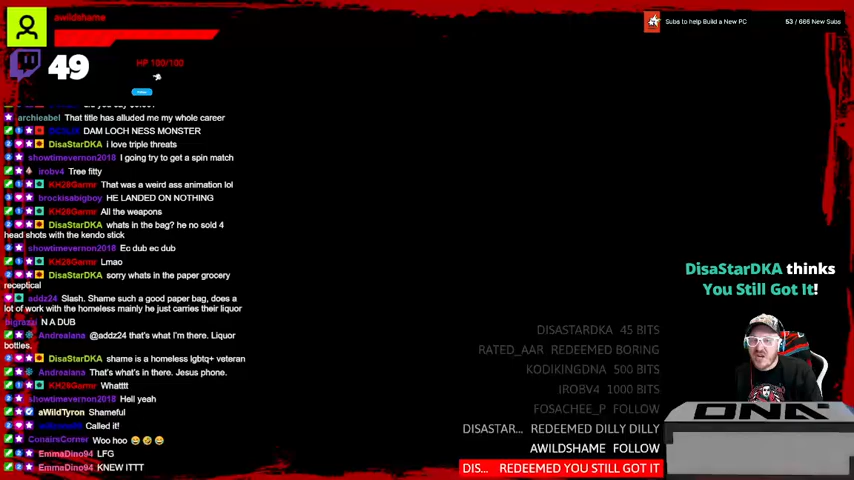 awildshame
Subs to help Build a New PC
53 / 666 New Subs
49
HP 100/100
archieabel That title has alluded me my whole career
DAM LOCH NESS MONSTER
DisaStarDKA i love triple threats
showtimevernon2018 I going try to get a spin match
irobv4 Tree fitty
KH28Garmr That was a weird ass animation lol
brockisabigboy HE LANDED ON NOTHING
KH28Garmr All the weapons
DisaStarDKA whats in the bag? he no sold 4
head shots with the kendo stick
showtimevernon2018 Ec dub ec dub
KH28Garmr Lmao
DisaStarDKA sorry whats in the paper grocery
receptical
addz24 Slash. Shame such a good paper bag, does a
lot of work with the homeless mainly he just carries their liquor
N A DUB
Andrealana @addz24 that's what I'm there. Liquor
bottles.
DisaStarDKA shame is a homeless lgbtq+ veteran
Andrealana That's what's in there. Jesus phone.
KH28Garmr Whatttt
showtimevernon2018 Hell yeah
aWildTyron Shameful
Called it!
ConairsCorner Woo hoo
EmmaDino94 LFG
EmmaDino94 KNEW ITTT
DisaStarDKA thinks
You Still Got It!
DISASTARDKA 45 BITS
RATED_AAR REDEEMED BORING
KODIKINGDNA 500 BITS
IROBV4 1000 BITS
FOSACHEE_P FOLLOW
DISASTAR... REDEEMED DILLY DILLY
AWILDSHAME FOLLOW
DIS... REDEEMED YOU STILL GOT IT
DNA